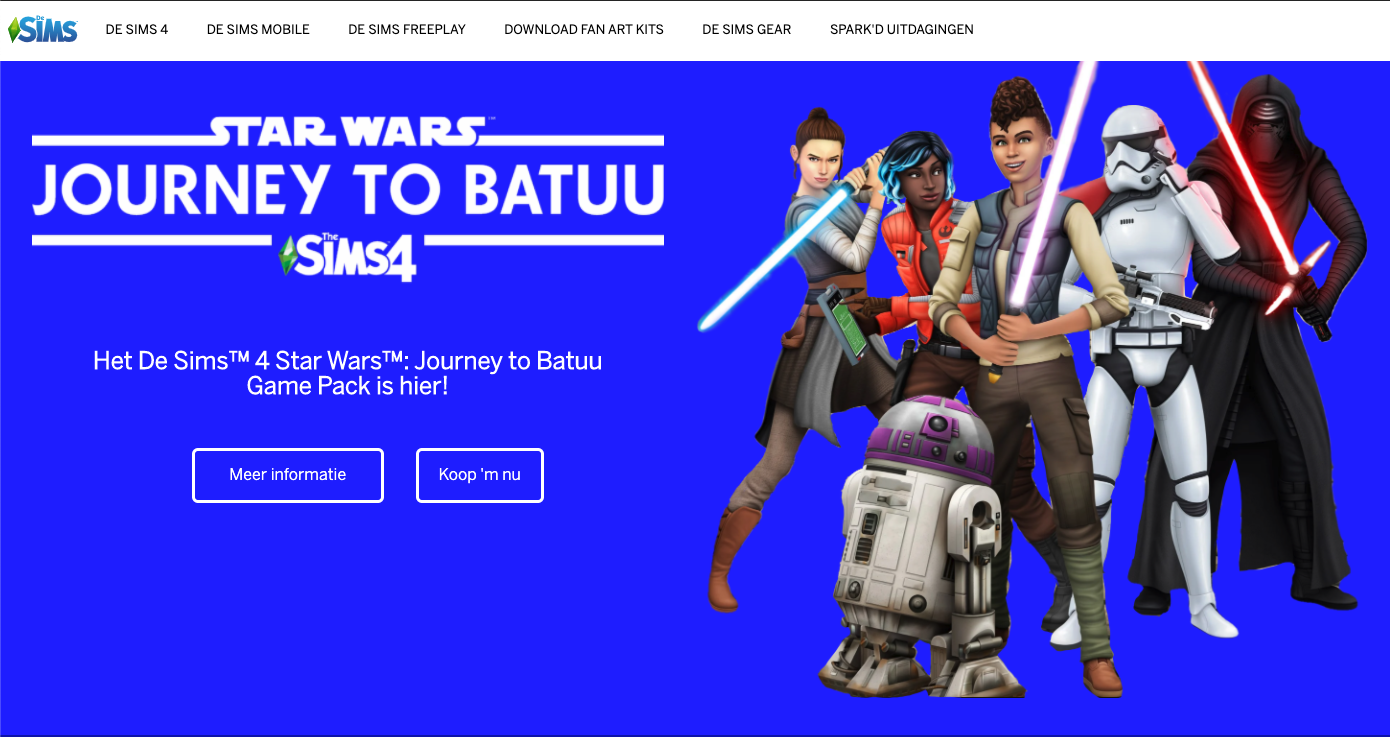 De
SiMS
DE SIMS 4
DE SIMS MOBILE
DE SIMS FREEPLAY
DOWNLOAD FAN ART KITS
DE SIMS GEAR
SPARK'D UITDAGINGEN
STAR WARS™
JOURNEY TO BATUU
The
SiMS4
Het De Sims™ 4 Star Wars™: Journey to Batuu
Game Pack is hier!
Meer informatie
Koop 'm nu